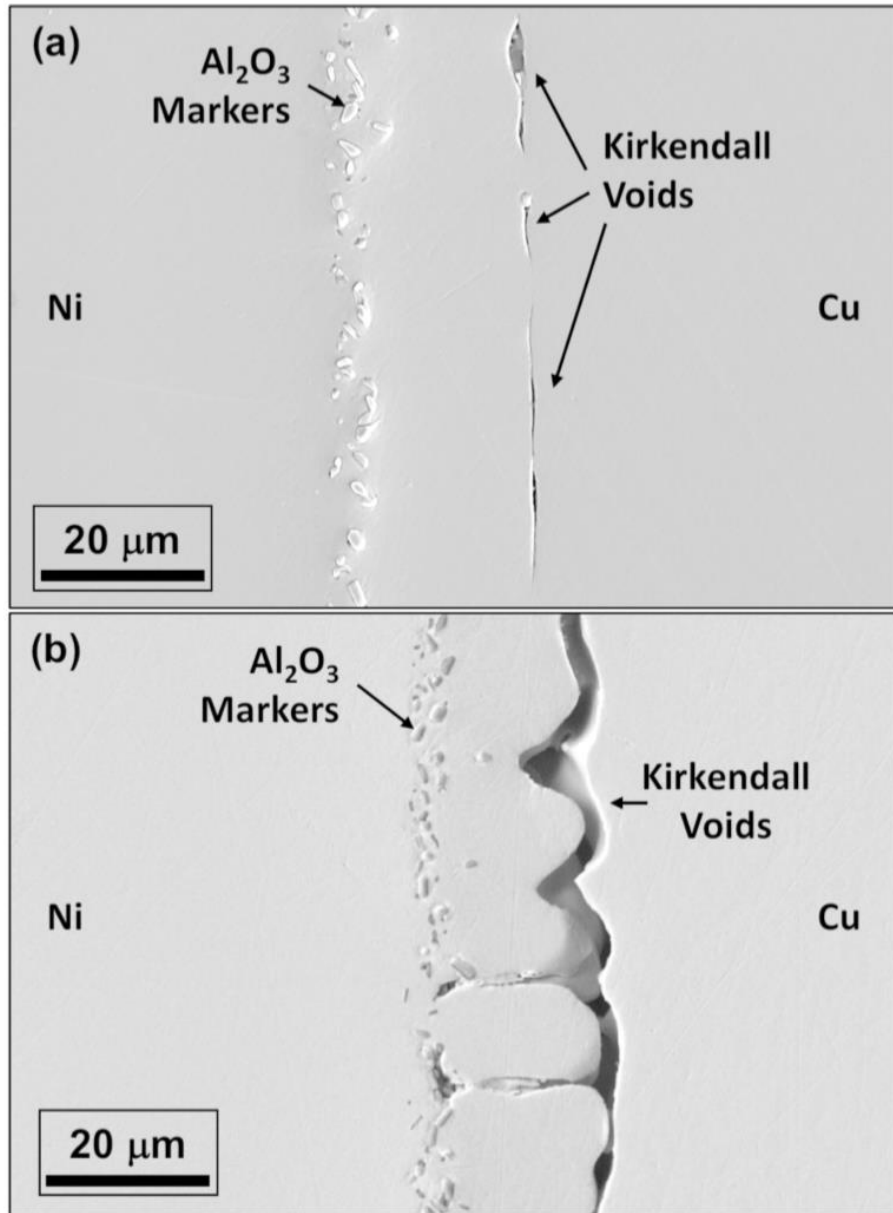 (a)
Al₂O₃
Markers
Kirkendall
Voids
Ni
Cu
20 μm
(b)
Al₂O₃
Markers
Kirkendall
Voids
Ni
Cu
20 μm